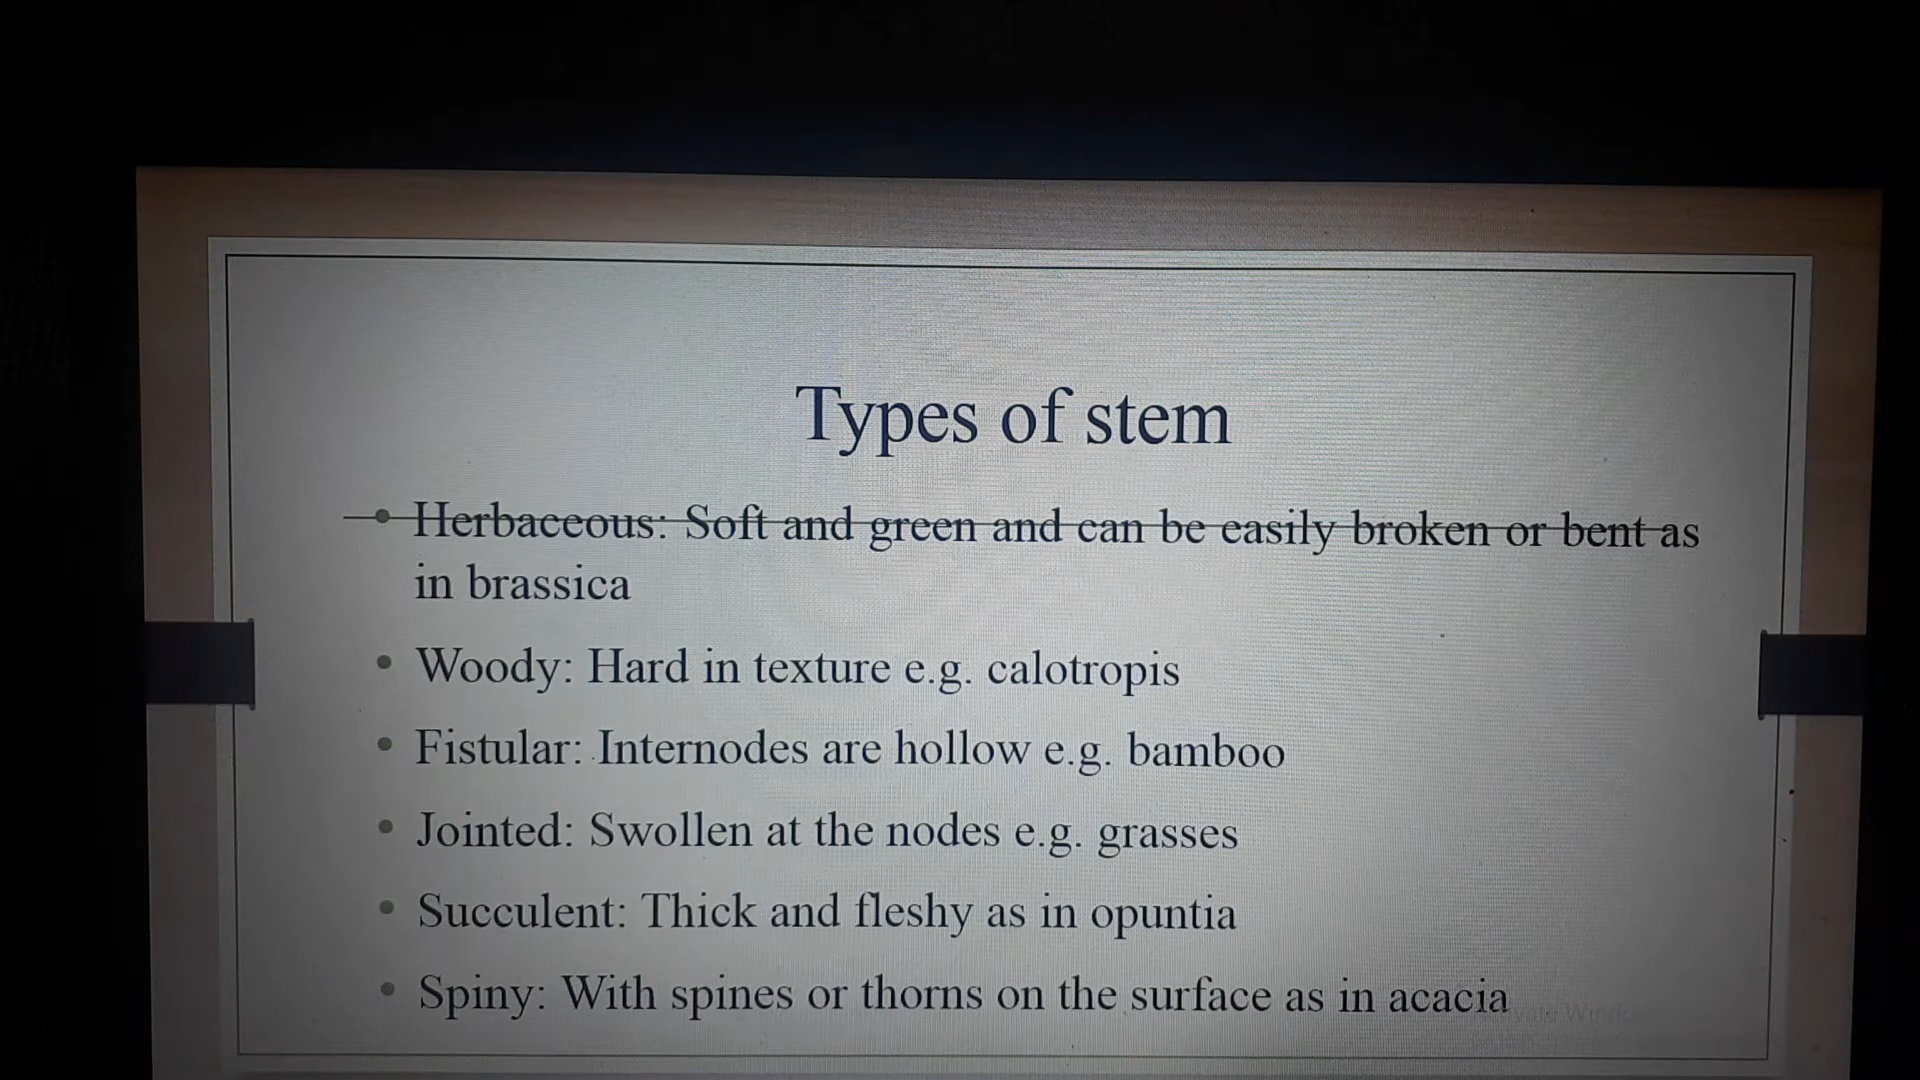 Types of stem
• Herbaceous: Soft and green and can be easily broken or bent as
in brassica
• Woody: Hard in texture e.g. calotropis
• Fistular: Internodes are hollow e.g. bamboo
• Jointed: Swollen at the nodes e.g. grasses
• Succulent: Thick and fleshy as in opuntia
• Spiny: With spines or thorns on the surface as in acacia